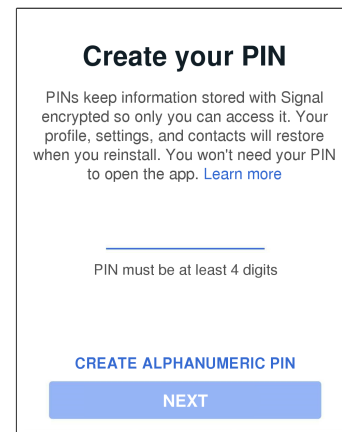 Create your PIN
PINs keep information stored with Signal
encrypted so only you can access it. Your
profile, settings, and contacts will restore
when you reinstall. You won't need your PIN
to open the app. Learn more
PIN must be at least 4 digits
CREATE ALPHANUMERIC PIN
NEXT